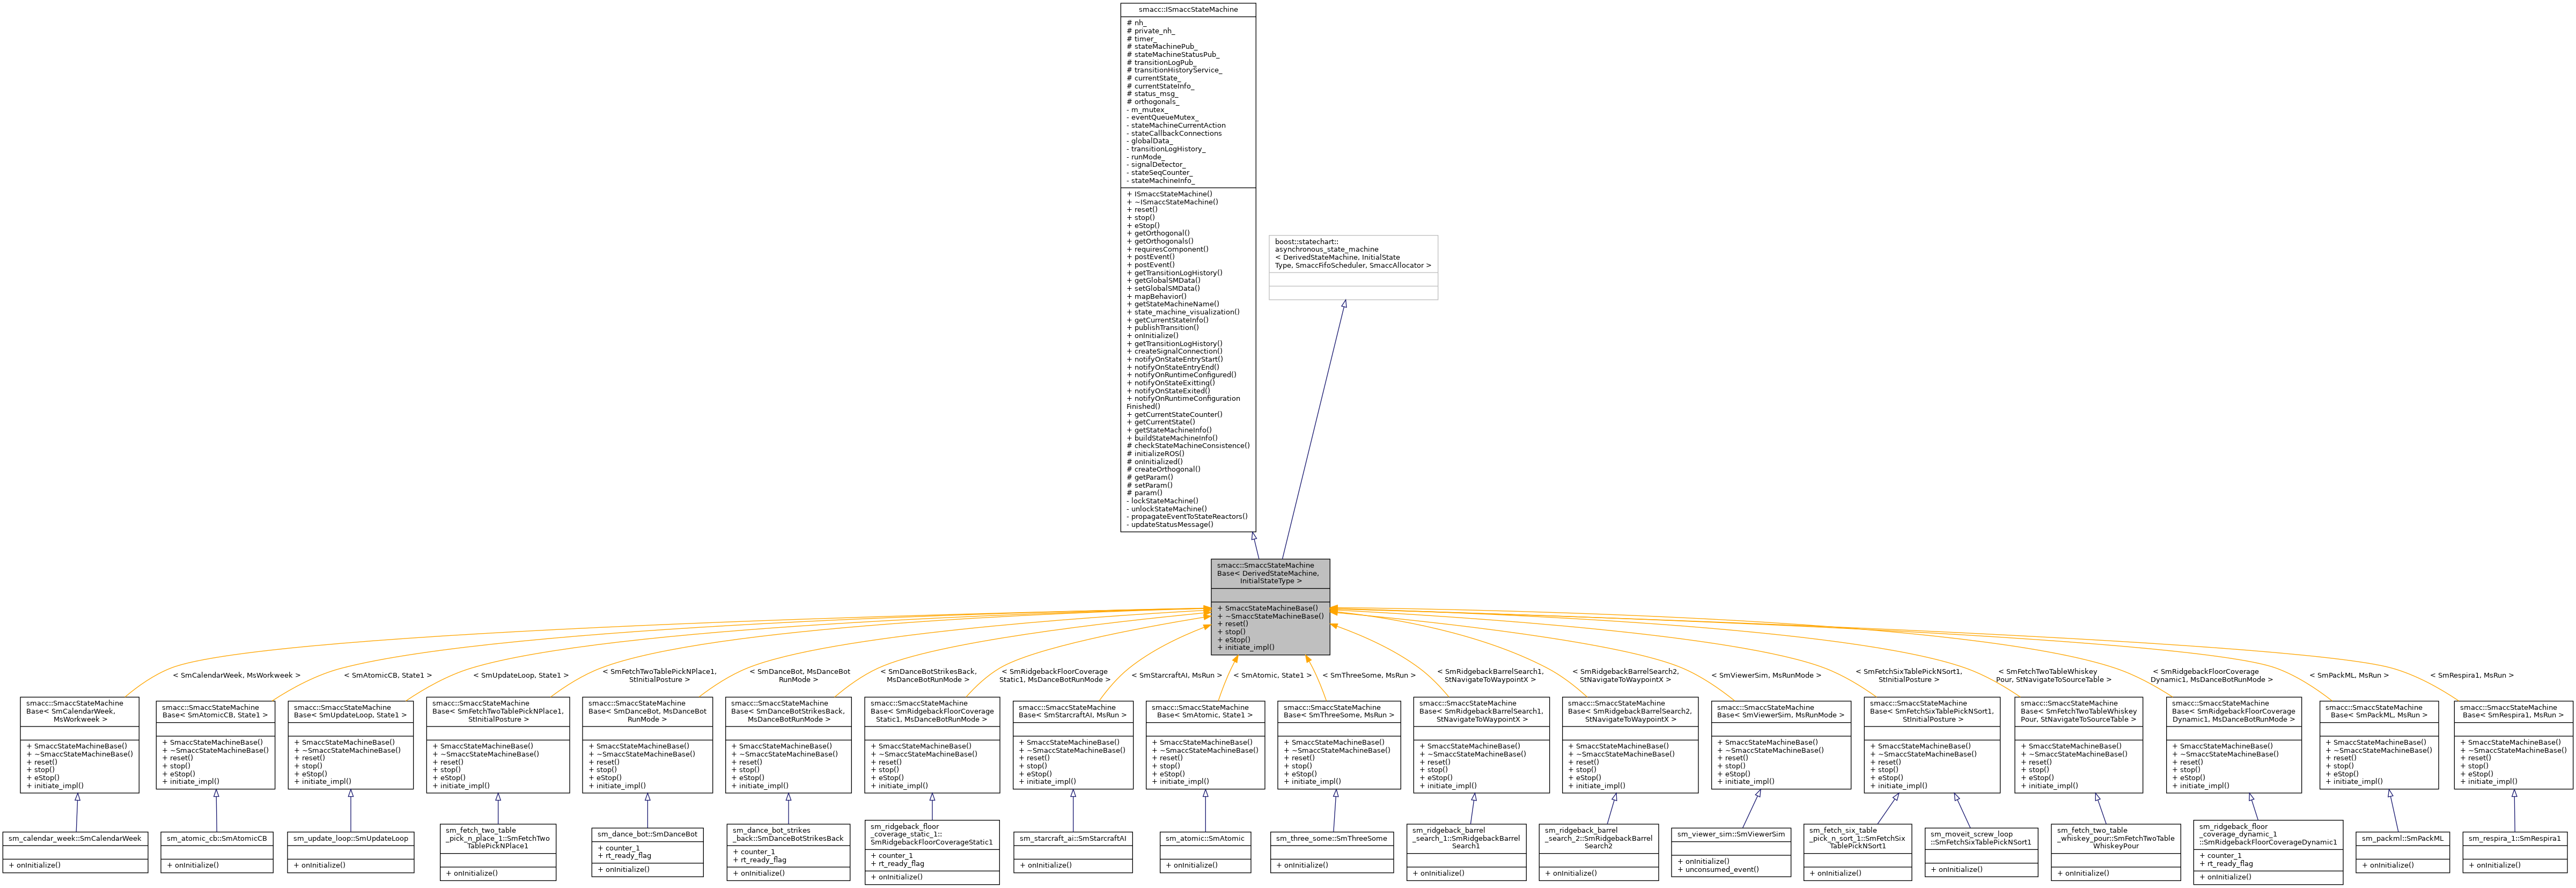 smacc::ISmaccStateMachine
# nh_
# private_nh_
# timer_
# stateMachinePub_
# stateMachineStatusPub_
# transitionLogPub_
# transitionHistoryService_
# currentState_
# currentStateInfo_
# status_msg_
# orthogonals_
- m_mutex_
- eventQueueMutex_
- stateMachineCurrentAction
- stateCallbackConnections
- globalData_
- transitionLogHistory_
- runMode_
- signalDetector_
- stateSeqCounter_
- stateMachineInfo_
+ ISmaccStateMachine()
+ ~ISmaccStateMachine()
+ reset()
+ stop()
+ eStop()
+ getOrthogonal()
+ getOrthogonals()
+ requiresComponent()
+ postEvent()
+ postEvent()
+ getTransitionLogHistory()
+ getGlobalSMData()
+ setGlobalSMData()
+ mapBehavior()
+ getStateMachineName()
+ state_machine_visualization()
+ getCurrentStateInfo()
+ publishTransition()
+ onInitialize()
+ getTransitionLogHistory()
+ createSignalConnection()
+ notifyOnStateEntryStart()
+ notifyOnStateEntryEnd()
+ notifyOnRuntimeConfigured()
+ notifyOnStateExitting()
+ notifyOnStateExited()
+ notifyOnRuntimeConfiguration
Finished()
+ getCurrentStateCounter()
+ getCurrentState()
+ getStateMachineInfo()
+ buildStateMachineInfo()
# checkStateMachineConsistence()
# initializeROS()
# onInitialized()
# createOrthogonal()
# getParam()
# setParam()
# param()
- lockStateMachine()
- unlockStateMachine()
- propagateEventToStateReactors()
- updateStatusMessage()
boost::statechart::
asynchronous_state_machine
< DerivedStateMachine, InitialState
Type, SmaccFifoScheduler, SmaccAllocator >
smacc::SmaccStateMachine
Base< DerivedStateMachine,
InitialStateType >
+ SmaccStateMachineBase()
+ ~SmaccStateMachineBase()
+ reset()
+ stop()
+ eStop()
+ initiate_impl()
< SmCalendarWeek, MsWorkweek >
< SmAtomicCB, State1 >
< SmUpdateLoop, State1 >
< SmFetchTwoTablePickNPlace1,
StInitialPosture >
< SmDanceBot, MsDanceBot
RunMode >
< SmDanceBotStrikesBack,
MsDanceBotRunMode >
< SmRidgebackFloorCoverage
Static1, MsDanceBotRunMode >
< SmStarcraftAI, MsRun >
< SmAtomic, State1 >
< SmThreeSome, MsRun >
< SmRidgebackBarrelSearch1,
StNavigateToWaypointX >
< SmRidgebackBarrelSearch2,
StNavigateToWaypointX >
< SmViewerSim, MsRunMode >
< SmFetchSixTablePickNSort1,
StInitialPosture >
< SmFetchTwoTableWhiskey
Pour, StNavigateToSourceTable >
< SmRidgebackFloorCoverage
Dynamic1, MsDanceBotRunMode >
< SmPackML, MsRun >
< SmRespira1, MsRun >
smacc::SmaccStateMachine
Base< SmCalendarWeek,
MsWorkweek >
+ SmaccStateMachineBase()
+ ~SmaccStateMachineBase()
+ reset()
+ stop()
+ eStop()
+ initiate_impl()
smacc::SmaccStateMachine
Base< SmAtomicCB, State1 >
+ SmaccStateMachineBase()
+ ~SmaccStateMachineBase()
+ reset()
+ stop()
+ eStop()
+ initiate_impl()
smacc::SmaccStateMachine
Base< SmUpdateLoop, State1 >
+ SmaccStateMachineBase()
+ ~SmaccStateMachineBase()
+ reset()
+ stop()
+ eStop()
+ initiate_impl()
smacc::SmaccStateMachine
Base< SmFetchTwoTablePickNPlace1,
StInitialPosture >
+ SmaccStateMachineBase()
+ ~SmaccStateMachineBase()
+ reset()
+ stop()
+ eStop()
+ initiate_impl()
smacc::SmaccStateMachine
Base< SmDanceBot, MsDanceBot
RunMode >
+ SmaccStateMachineBase()
+ ~SmaccStateMachineBase()
+ reset()
+ stop()
+ eStop()
+ initiate_impl()
smacc::SmaccStateMachine
Base< SmDanceBotStrikesBack,
MsDanceBotRunMode >
+ SmaccStateMachineBase()
+ ~SmaccStateMachineBase()
+ reset()
+ stop()
+ eStop()
+ initiate_impl()
smacc::SmaccStateMachine
Base< SmRidgebackFloorCoverage
Static1, MsDanceBotRunMode >
+ SmaccStateMachineBase()
+ ~SmaccStateMachineBase()
+ reset()
+ stop()
+ eStop()
+ initiate_impl()
smacc::SmaccStateMachine
Base< SmStarcraftAI, MsRun >
+ SmaccStateMachineBase()
+ ~SmaccStateMachineBase()
+ reset()
+ stop()
+ eStop()
+ initiate_impl()
smacc::SmaccStateMachine
Base< SmAtomic, State1 >
+ SmaccStateMachineBase()
+ ~SmaccStateMachineBase()
+ reset()
+ stop()
+ eStop()
+ initiate_impl()
smacc::SmaccStateMachine
Base< SmThreeSome, MsRun >
+ SmaccStateMachineBase()
+ ~SmaccStateMachineBase()
+ reset()
+ stop()
+ eStop()
+ initiate_impl()
smacc::SmaccStateMachine
Base< SmRidgebackBarrelSearch1,
StNavigateToWaypointX >
+ SmaccStateMachineBase()
+ ~SmaccStateMachineBase()
+ reset()
+ stop()
+ eStop()
+ initiate_impl()
smacc::SmaccStateMachine
Base< SmRidgebackBarrelSearch2,
StNavigateToWaypointX >
+ SmaccStateMachineBase()
+ ~SmaccStateMachineBase()
+ reset()
+ stop()
+ eStop()
+ initiate_impl()
smacc::SmaccStateMachine
Base< SmViewerSim, MsRunMode >
+ SmaccStateMachineBase()
+ ~SmaccStateMachineBase()
+ reset()
+ stop()
+ eStop()
+ initiate_impl()
smacc::SmaccStateMachine
Base< SmFetchSixTablePickNSort1,
StInitialPosture >
+ SmaccStateMachineBase()
+ ~SmaccStateMachineBase()
+ reset()
+ stop()
+ eStop()
+ initiate_impl()
smacc::SmaccStateMachine
Base< SmFetchTwoTableWhiskey
Pour, StNavigateToSourceTable >
+ SmaccStateMachineBase()
+ ~SmaccStateMachineBase()
+ reset()
+ stop()
+ eStop()
+ initiate_impl()
smacc::SmaccStateMachine
Base< SmRidgebackFloorCoverage
Dynamic1, MsDanceBotRunMode >
+ SmaccStateMachineBase()
+ ~SmaccStateMachineBase()
+ reset()
+ stop()
+ eStop()
+ initiate_impl()
smacc::SmaccStateMachine
Base< SmPackML, MsRun >
+ SmaccStateMachineBase()
+ ~SmaccStateMachineBase()
+ reset()
+ stop()
+ eStop()
+ initiate_impl()
smacc::SmaccStateMachine
Base< SmRespira1, MsRun >
+ SmaccStateMachineBase()
+ ~SmaccStateMachineBase()
+ reset()
+ stop()
+ eStop()
+ initiate_impl()
sm_calendar_week::SmCalendarWeek
+ onInitialize()
sm_atomic_cb::SmAtomicCB
+ onInitialize()
sm_update_loop::SmUpdateLoop
+ onInitialize()
sm_fetch_two_table
_pick_n_place_1::SmFetchTwo
TablePickNPlace1
+ onInitialize()
sm_dance_bot::SmDanceBot
+ counter_1
+ rt_ready_flag
+ onInitialize()
sm_dance_bot_strikes
_back::SmDanceBotStrikesBack
+ counter_1
+ rt_ready_flag
+ onInitialize()
sm_ridgeback_floor
_coverage_static_1::
SmRidgebackFloorCoverageStatic1
+ counter_1
+ rt_ready_flag
+ onInitialize()
sm_starcraft_ai::SmStarcraftAI
+ onInitialize()
sm_atomic::SmAtomic
+ onInitialize()
sm_three_some::SmThreeSome
+ onInitialize()
sm_ridgeback_barrel
_search_1::SmRidgebackBarrel
Search1
+ onInitialize()
sm_ridgeback_barrel
_search_2::SmRidgebackBarrel
Search2
+ onInitialize()
sm_viewer_sim::SmViewerSim
+ onInitialize()
+ unconsumed_event()
sm_fetch_six_table
_pick_n_sort_1::SmFetchSix
TablePickNSort1
+ onInitialize()
sm_moveit_screw_loop
::SmFetchSixTablePickNSort1
+ onInitialize()
sm_fetch_two_table
_whiskey_pour::SmFetchTwoTable
WhiskeyPour
+ onInitialize()
sm_ridgeback_floor
_coverage_dynamic_1
::SmRidgebackFloorCoverageDynamic1
+ counter_1
+ rt_ready_flag
+ onInitialize()
sm_packml::SmPackML
+ onInitialize()
sm_respira_1::SmRespira1
+ onInitialize()